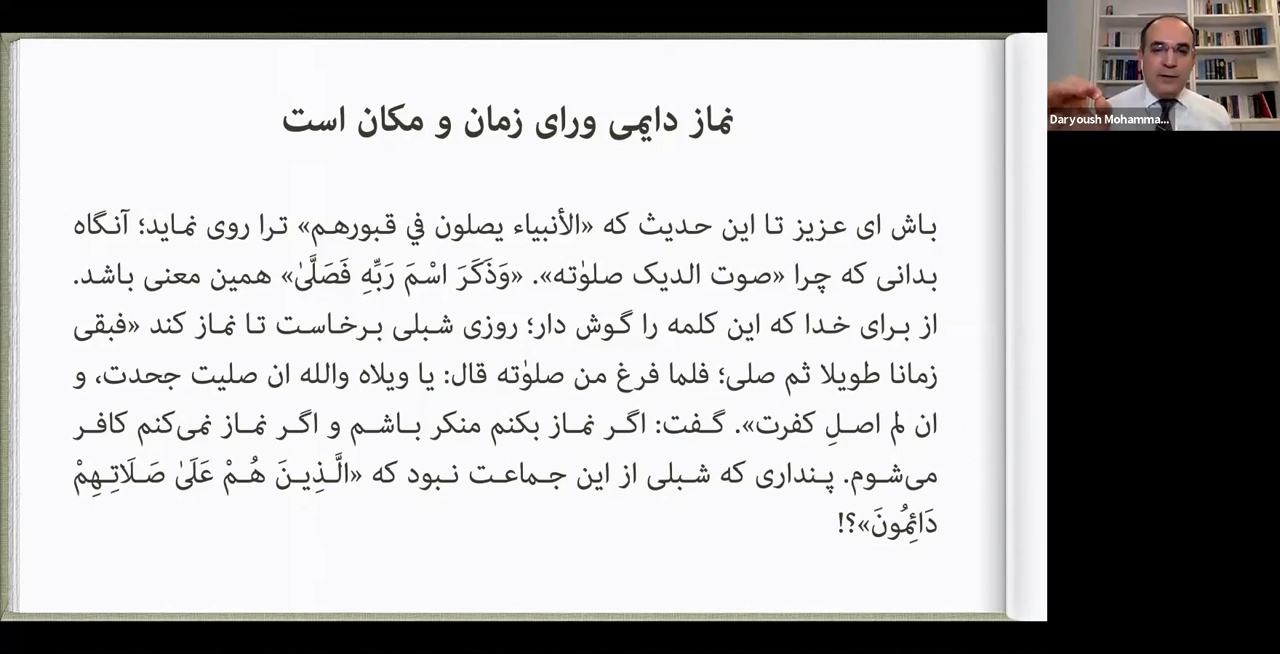 نماز دایمی ورای زمان و مکان است
باش ای عزیز تا این حدیث که «الأنبياء يصلون في قبورهم» ترا روی نماید؛ آنگاه
بدانی که چرا «صوت الدیک صلوٰته». «وَذَكَرَ اسْمَ رَبِّهِ فَصَلَّىٰ» همین معنی باشد.
از برای خدا که این کلمه را گوش دار؛ روزی شبلی برخاست تا نماز کند «فبقی
زمانا طویلا ثم صلی؛ فلما فرغ من صلوٰته قال: یا ویلاه والله ان صلیت جحدت، و
ان لم اصلِ کفرت». گفت: اگر نماز بکنم منکر باشم و اگر نماز نمی‌کنم کافر
می‌شوم. پنداری که شبلی از این جماعت نبود که «الَّذِينَ هُمْ عَلَىٰ صَلَاتِهِمْ
دَائِمُونَ»؟!
Daryoush Mohamma...